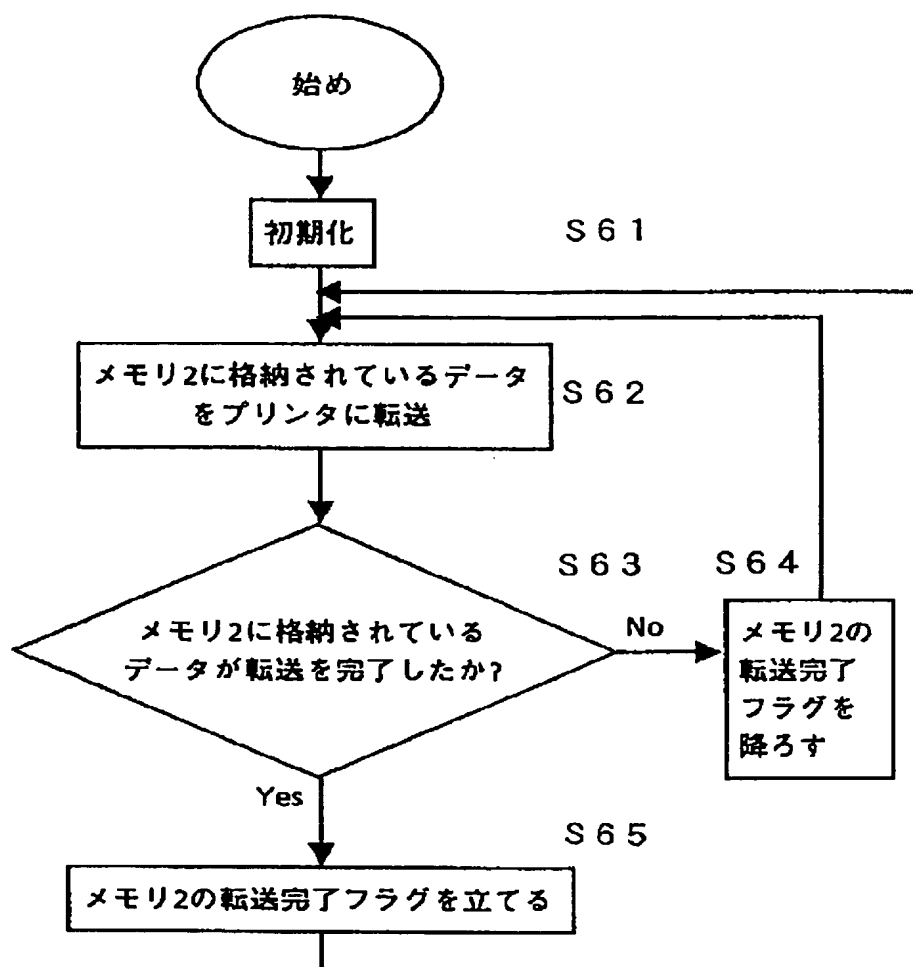 始め
初期化
S61
メモリ2に格納されているデータ
をプリンタに転送
S62
S63
S64
メモリ2に格納されている
データが転送を完了したか?
No
メモリ2の
転送完了
フラグを
降ろす
Yes
S65
メモリ2の転送完了フラグを立てる